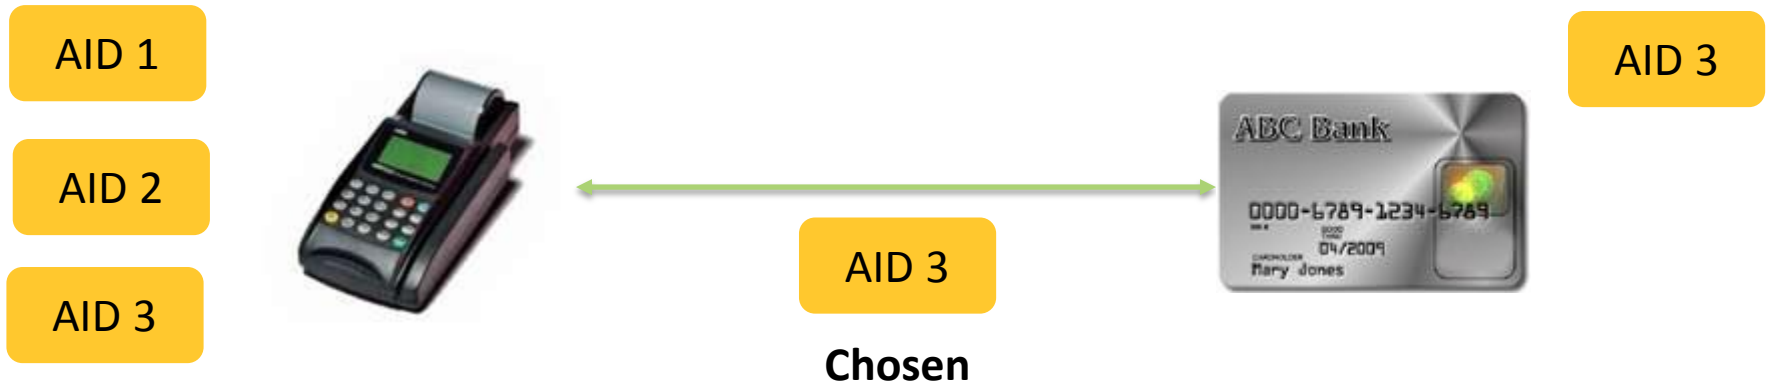 AID 1
AID 2
AID 3
AID 3
Chosen
AID 3
ABC Bank
0000-6789-1234-6789
04/2009
Mary Jones